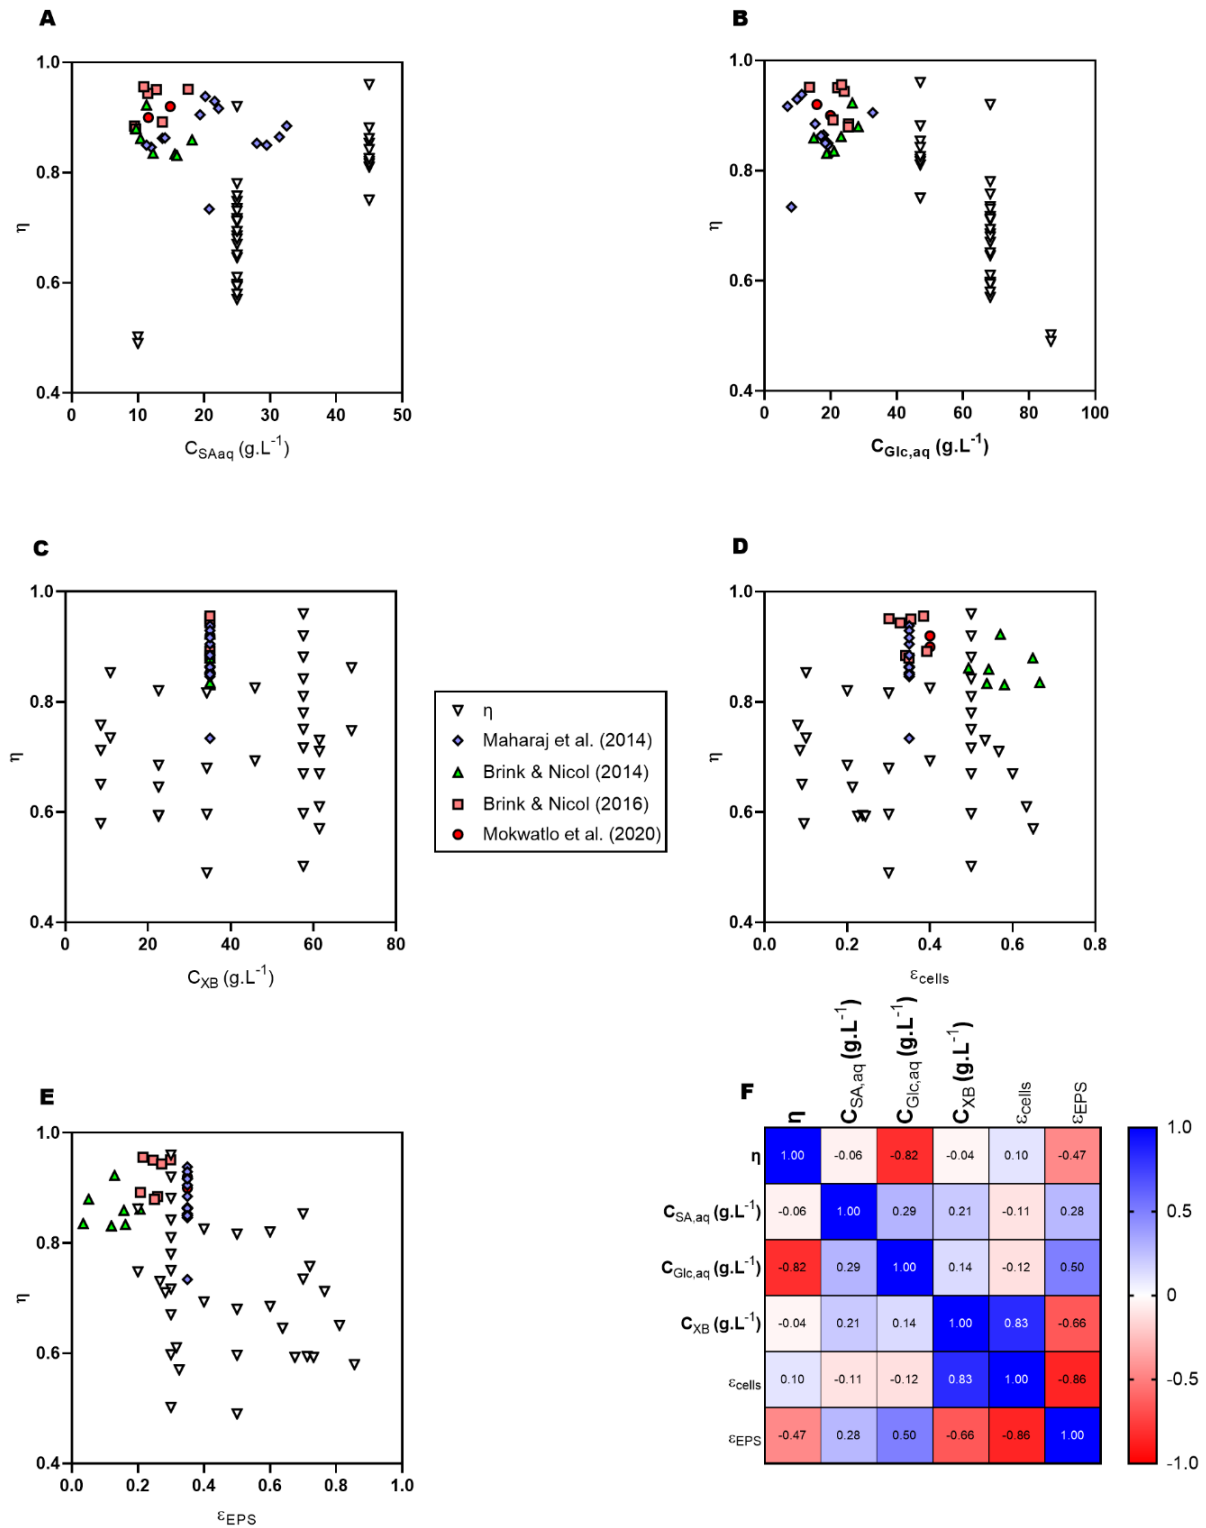 A
1.0
0.8
0.6
0.4
η
0 10 20 30 40 50
CSAaq (g.L-1)
B
1.0
0.8
0.6
0.4
η
0 20 40 60 80 100
CGlc,aq (g.L-1)
C
1.0
0.8
0.6
0.4
η
0 20 40 60 80
CXB (g.L-1)
η
Maharaj et al. (2014)
Brink & Nicol (2014)
Brink & Nicol (2016)
Mokwatlo et al. (2020)
D
1.0
0.8
0.6
0.4
η
0.0 0.2 0.4 0.6 0.8
εcells
E
1.0
0.8
0.6
0.4
η
0.0 0.2 0.4 0.6 0.8 1.0
εEPS
F
η CSA,aq (g.L-1) CGlc,aq (g.L-1) CXB (g.L-1) εcells εEPS
η 1.00 -0.06 -0.82 -0.04 0.10 -0.47
CSA,aq (g.L-1) -0.06 1.00 0.29 0.21 -0.11 0.28
CGlc,aq (g.L-1) -0.82 0.29 1.00 0.14 -0.12 0.50
CXB (g.L-1) -0.04 0.21 0.14 1.00 0.83 -0.66
εcells 0.10 -0.11 -0.12 0.83 1.00 -0.86
εEPS -0.47 0.28 0.50 -0.66 -0.86 1.00
1.0
0.5
0
-0.5
-1.0